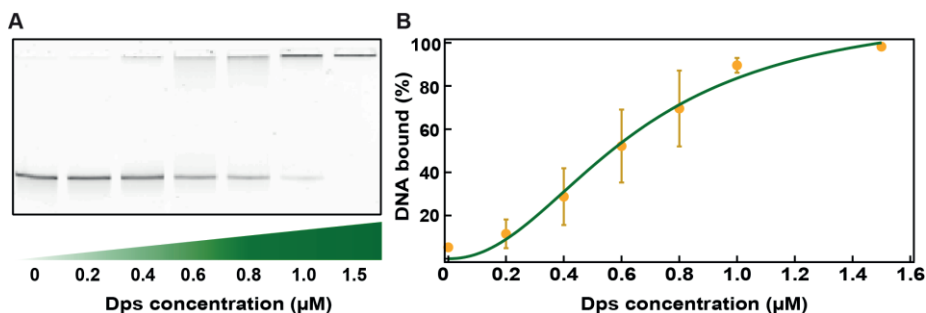 A
0 0.2 0.4 0.6 0.8 1.0 1.5
Dps concentration (µM)
B
DNA bound (%)
100
80
60
40
20
0 0.2 0.4 0.6 0.8 1.0 1.2 1.4 1.6
Dps concentration (µM)